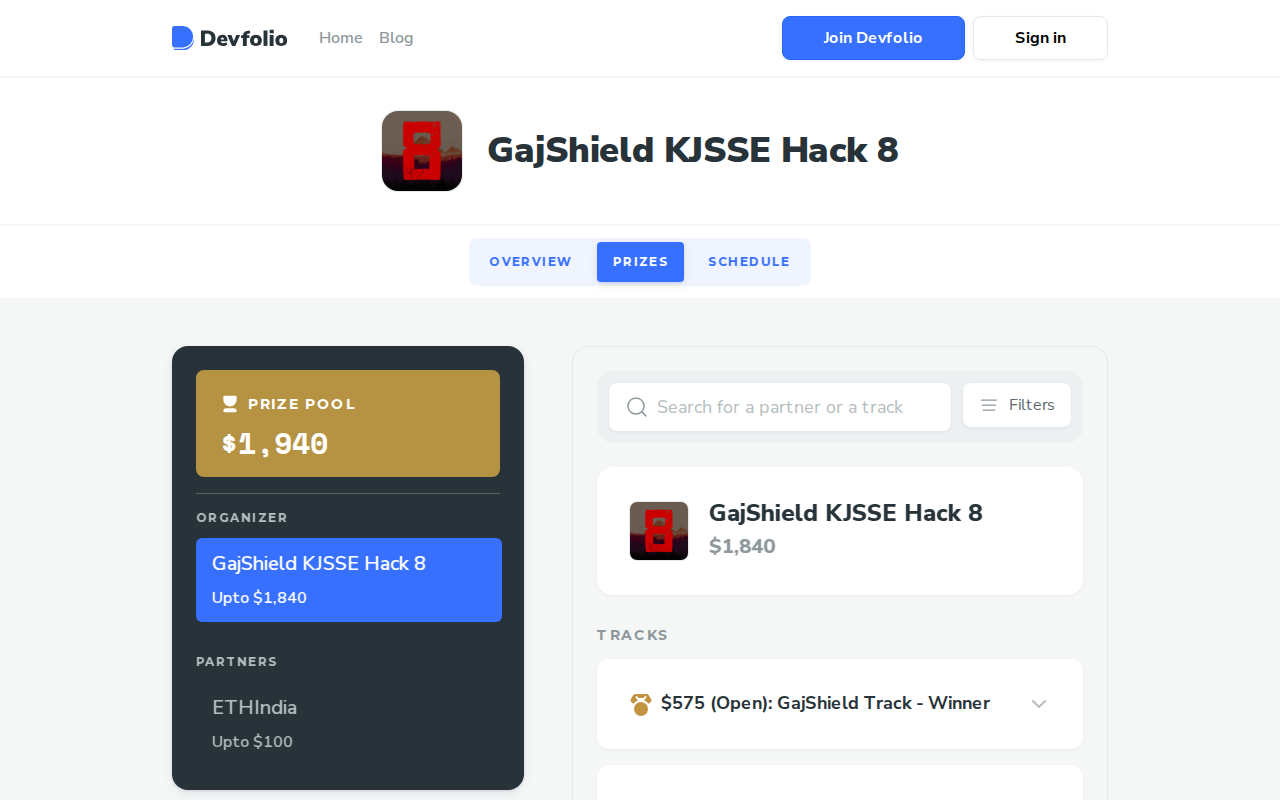 Devfolio
Home
Blog
Join Devfolio
Sign in
8
GajShield KJSSE Hack 8
OVERVIEW
PRIZES
SCHEDULE
PRIZE POOL
$1,940
ORGANIZER
GajShield KJSSE Hack 8
Upto $1,840
PARTNERS
ETHIndia
Upto $100
Search for a partner or a track
Filters
8
GajShield KJSSE Hack 8
$1,840
TRACKS
$575 (Open): GajShield Track - Winner